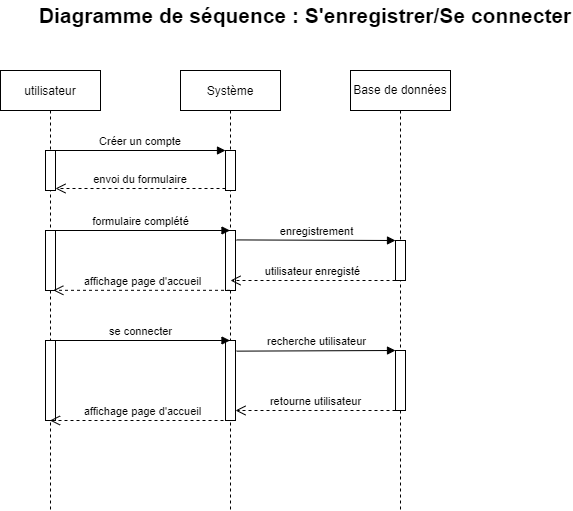 Diagramme de séquence : S'enregistrer/Se connecter
utilisateur
Système
Base de données
Créer un compte
envoi du formulaire
formulaire complété
enregistrement
utilisateur enregisté
affichage page d'accueil
se connecter
recherche utilisateur
retourne utilisateur
affichage page d'accueil